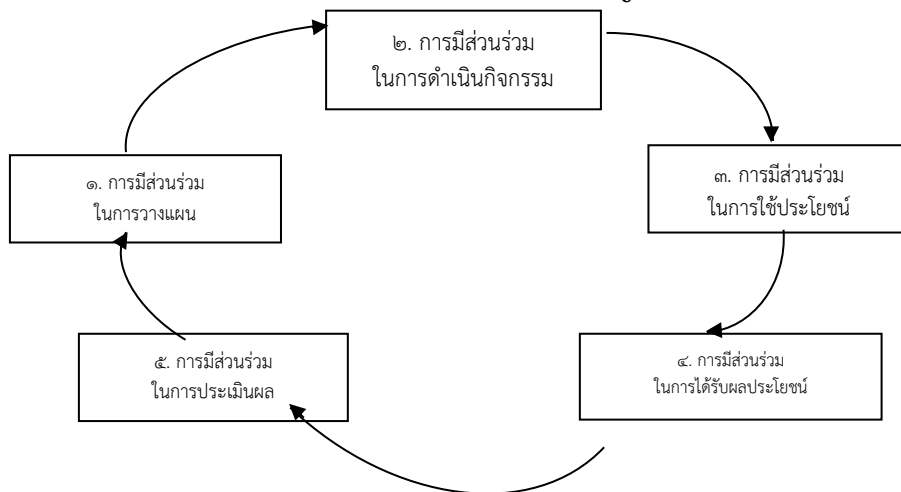 ๑. การมีส่วนร่วม
ในการวางแผน
๒. การมีส่วนร่วม
ในการดำเนินกิจกรรม
๓. การมีส่วนร่วม
ในการใช้ประโยชน์
๔. การมีส่วนร่วม
ในการได้รับผลประโยชน์
๕. การมีส่วนร่วม
ในการประเมินผล